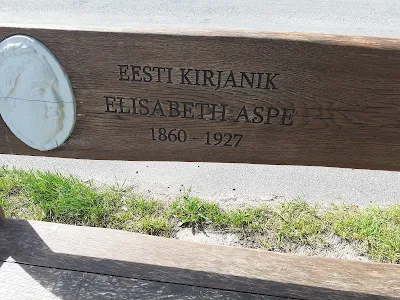 EESTI KIRJANIK
ELISABETH ASPE
1860 - 1927